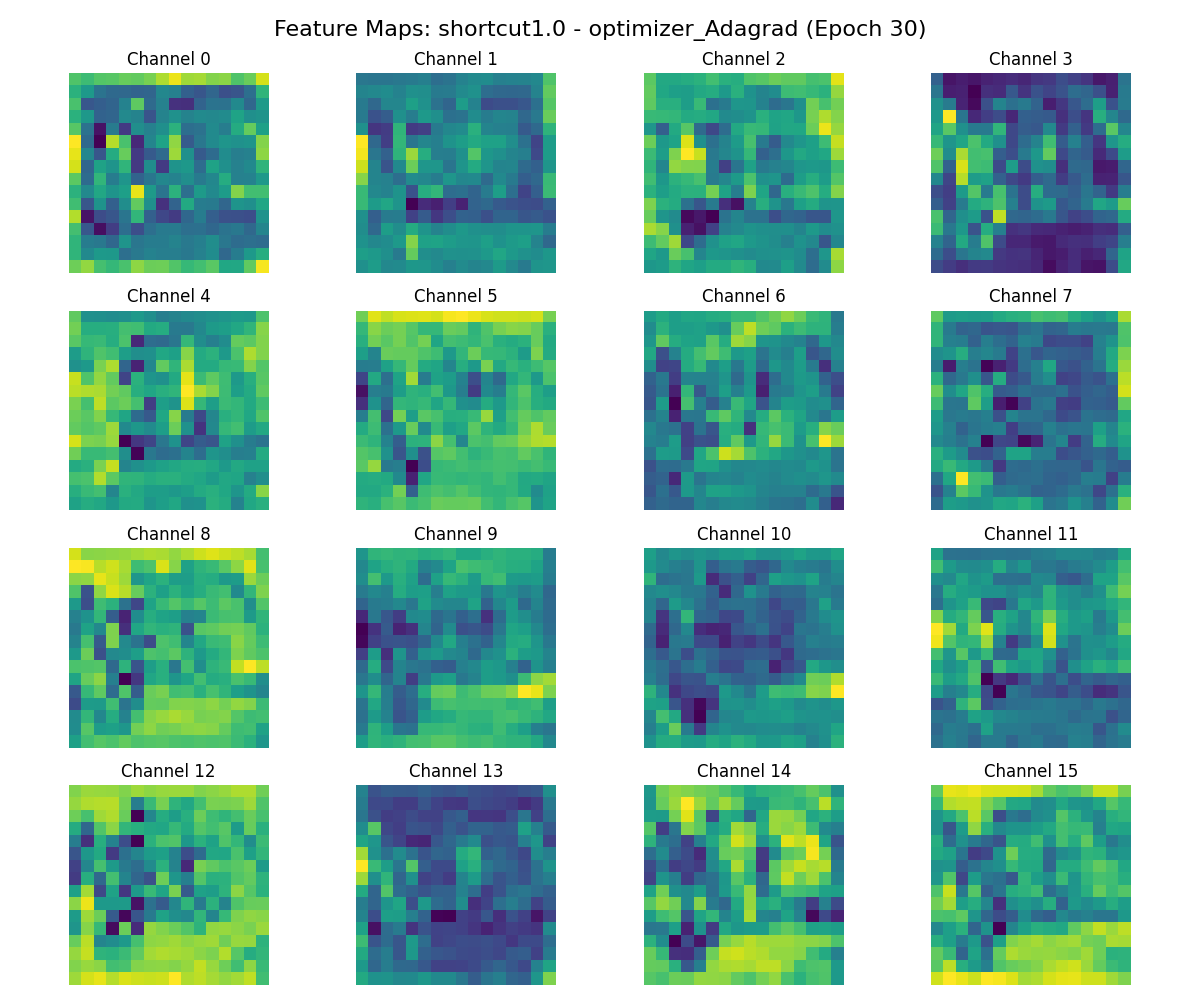 Feature Maps: shortcut1.0 - optimizer_Adagrad (Epoch 30)
Channel 0 Channel 1 Channel 2 Channel 3
Channel 4 Channel 5 Channel 6 Channel 7
Channel 8 Channel 9 Channel 10 Channel 11
Channel 12 Channel 13 Channel 14 Channel 15